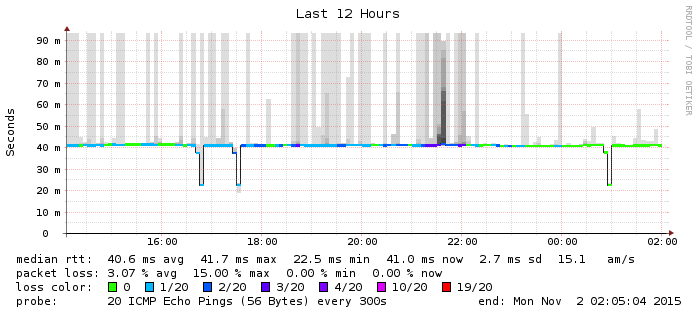 Last 12 Hours
RRDTOOL / TOBI OETIKER
Seconds
90 m
80 m
70 m
60 m
50 m
40 m
30 m
20 m
10 m
0
16:00 18:00 20:00 22:00 00:00 02:00
median rtt: 40.6 ms avg 41.7 ms max 22.5 ms min 41.0 ms now 2.7 ms sd 15.1 am/s
packet loss: 3.07 % avg 15.00 % max 0.00 % min 0.00 % now
loss color: 0 1/20 2/20 3/20 4/20 10/20 19/20
probe: 20 ICMP Echo Pings (56 Bytes) every 300s end: Mon Nov 2 02:05:04 2015